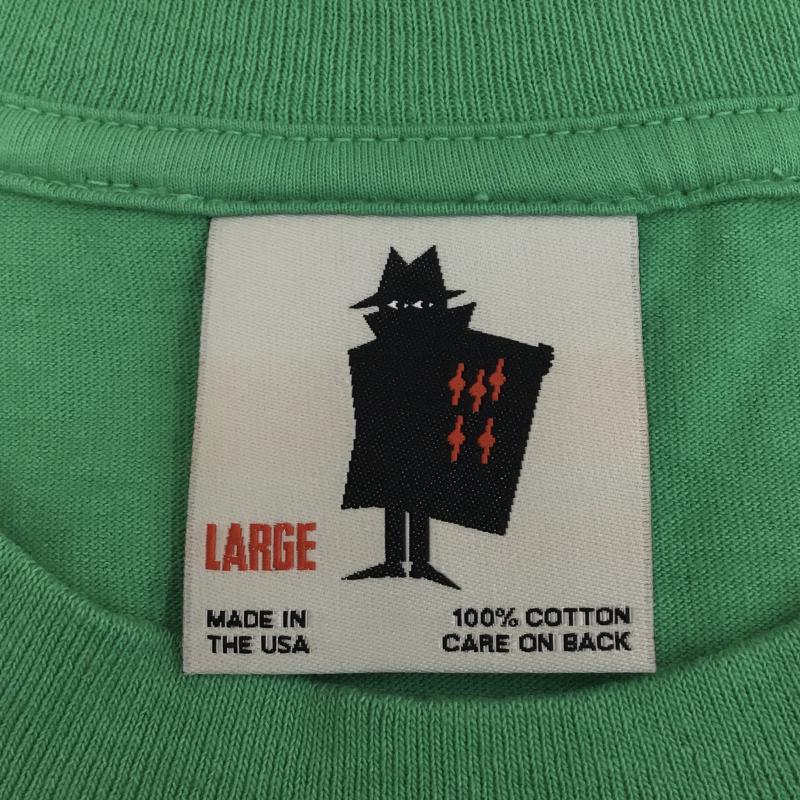 LARGE
MADE IN
THE USA
100% COTTON
CARE ON BACK